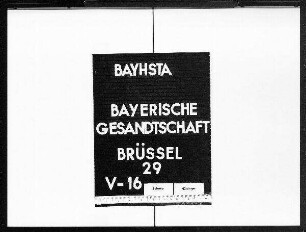 BAYHSTA
BAYERISCHE
GESANDTSCHAFT
BRÜSSEL
29
V-16